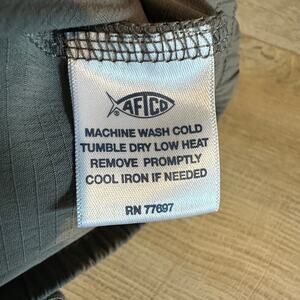 AFTCO
MACHINE WASH COLD
TUMBLE DRY LOW HEAT
REMOVE PROMPTLY
COOL IRON IF NEEDED
RN 77697